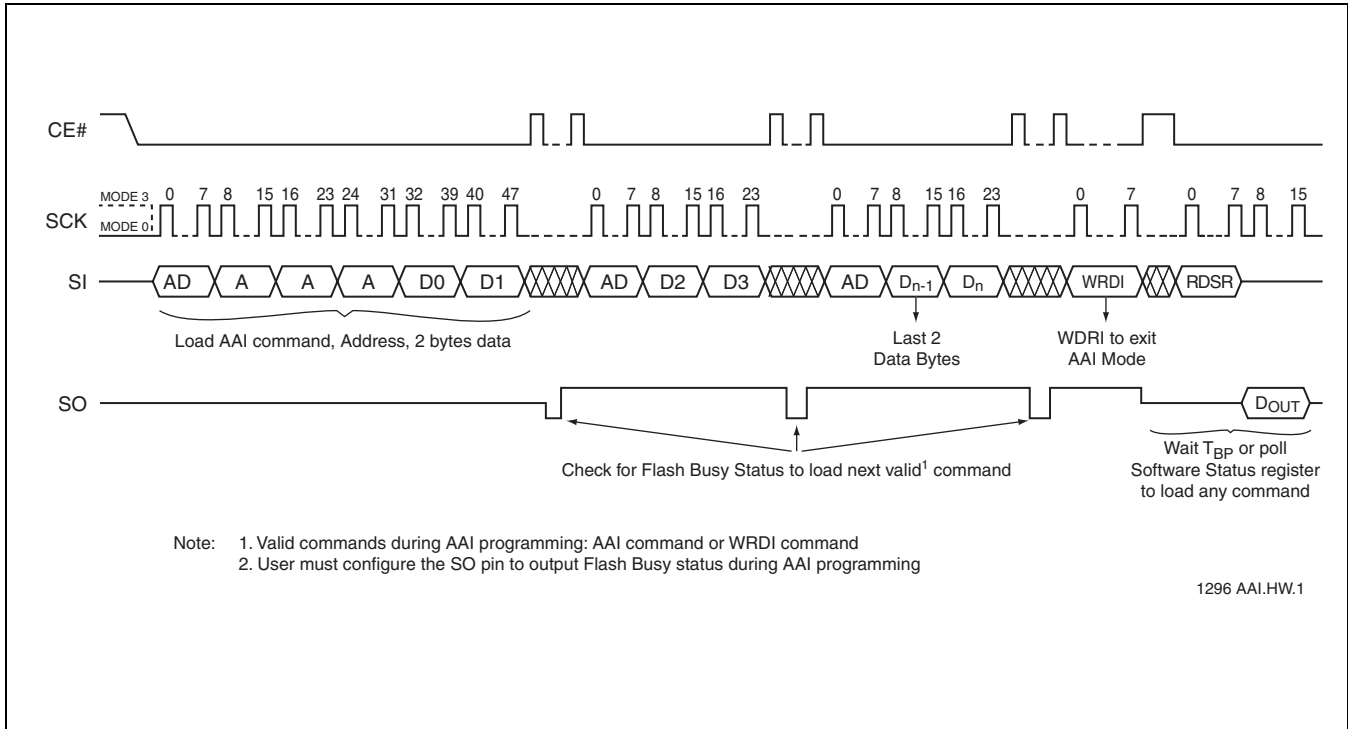 CE#
MODE 3
MODE 0
SCK
0 7 8 15 16 23 24 31 32 39 40 47 0 7 8 15 16 23 0 7 8 15 16 23 0 7 0 7 8 15
SI
AD A A A D0 D1 AD D2 D3 AD Dn-1 Dn WRDI RDSR
Load AAI command, Address, 2 bytes data
Last 2
Data Bytes
WDRI to exit
AAI Mode
SO
DOUT
Check for Flash Busy Status to load next valid1 command
Wait TBP or poll
Software Status register
to load any command
Note: 1. Valid commands during AAI programming: AAI command or WRDI command
2. User must configure the SO pin to output Flash Busy status during AAI programming
1296 AAI.HW.1